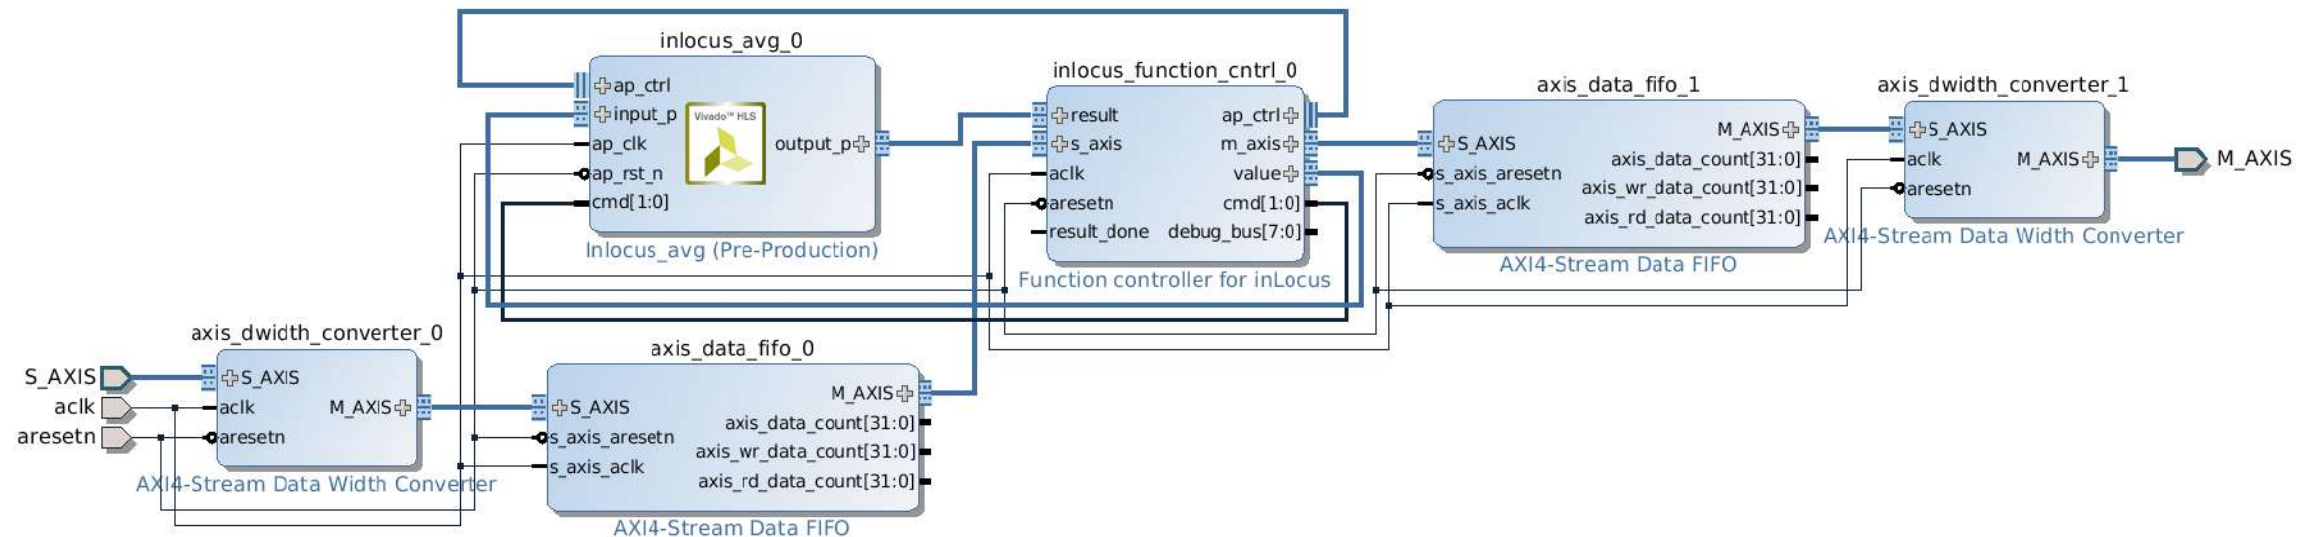 inlocus_avg_0
ap_ctrl
input_p
ap_clk
ap_rst_n
cmd[1:0]
Vivado™ HLS
output_p
Inlocus_avg (Pre-Production)
inlocus_function_cntrl_0
result
s_axis
aclk
aresetn
result_done
ap_ctrl
m_axis
value
cmd[1:0]
debug_bus[7:0]
Function controller for inLocus
axis_data_fifo_1
S_AXIS
s_axis_aresetn
s_axis_aclk
M_AXIS
axis_data_count[31:0]
axis_wr_data_count[31:0]
axis_rd_data_count[31:0]
AXI4-Stream Data FIFO
axis_dwidth_converter_1
S_AXIS
aclk
aresetn
M_AXIS
AXI4-Stream Data Width Converter
M_AXIS
S_AXIS
aclk
aresetn
axis_dwidth_converter_0
S_AXIS
aclk
aresetn
M_AXIS
AXI4-Stream Data Width Converter
axis_data_fifo_0
S_AXIS
s_axis_aresetn
s_axis_aclk
M_AXIS
axis_data_count[31:0]
axis_wr_data_count[31:0]
axis_rd_data_count[31:0]
AXI4-Stream Data FIFO